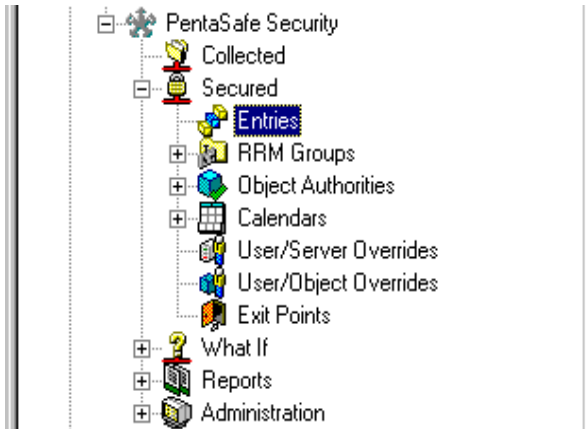 PentaSafe Security
Collected
Secured
Entries
RRM Groups
Object Authorities
Calendars
User/Server Overrides
User/Object Overrides
Exit Points
What If
Reports
Administration